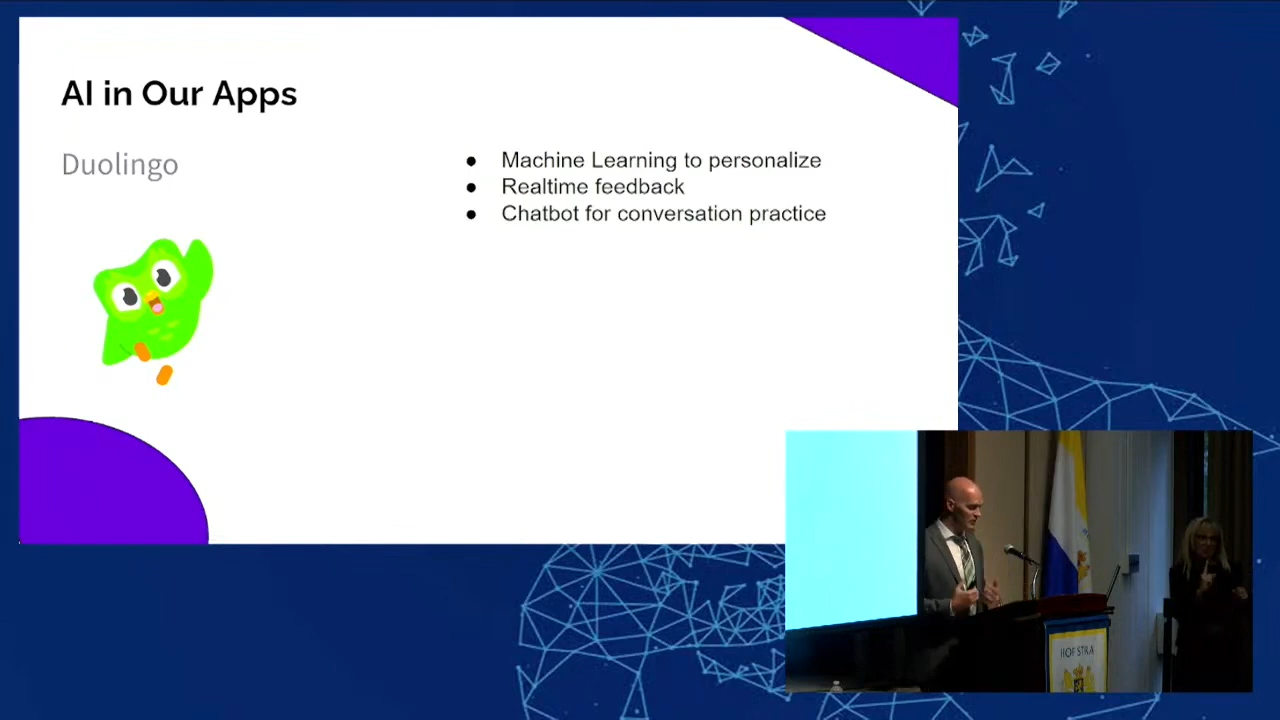 AI in Our Apps
Duolingo
● Machine Learning to personalize
● Realtime feedback
● Chatbot for conversation practice
HOFSTRA